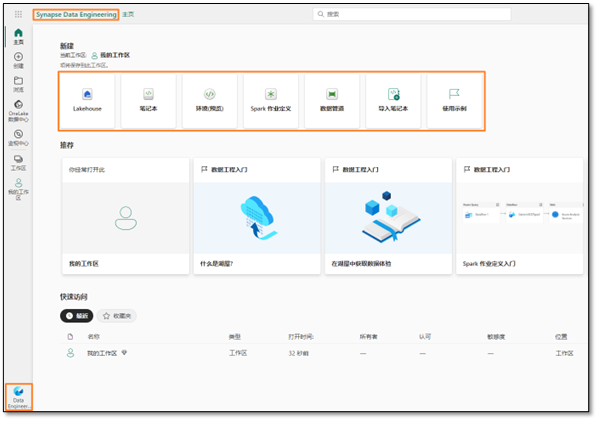 Synapse Data Engineering 主页
搜索
主页
创建
浏览
OneLake
数据中心
监视中心
工作区
我的工作
区
新建
当前工作区: 我的工作区
项将保存到此工作区。
Lakehouse
笔记本
环境(预览)
Spark 作业定义
数据管道
导入笔记本
使用示例
推荐
你经常打开此
我的工作区
数据工程入门
什么是湖屋?
数据工程入门
在湖屋中获取数据体验
数据工程入门
Spark 作业定义入门
快速访问
最近
收藏夹
名称 类型 打开时间: 所有者 认可 敏感度 位置
我的工作区 工作区 32 秒前 — — — 工作区
Data
Engineer...